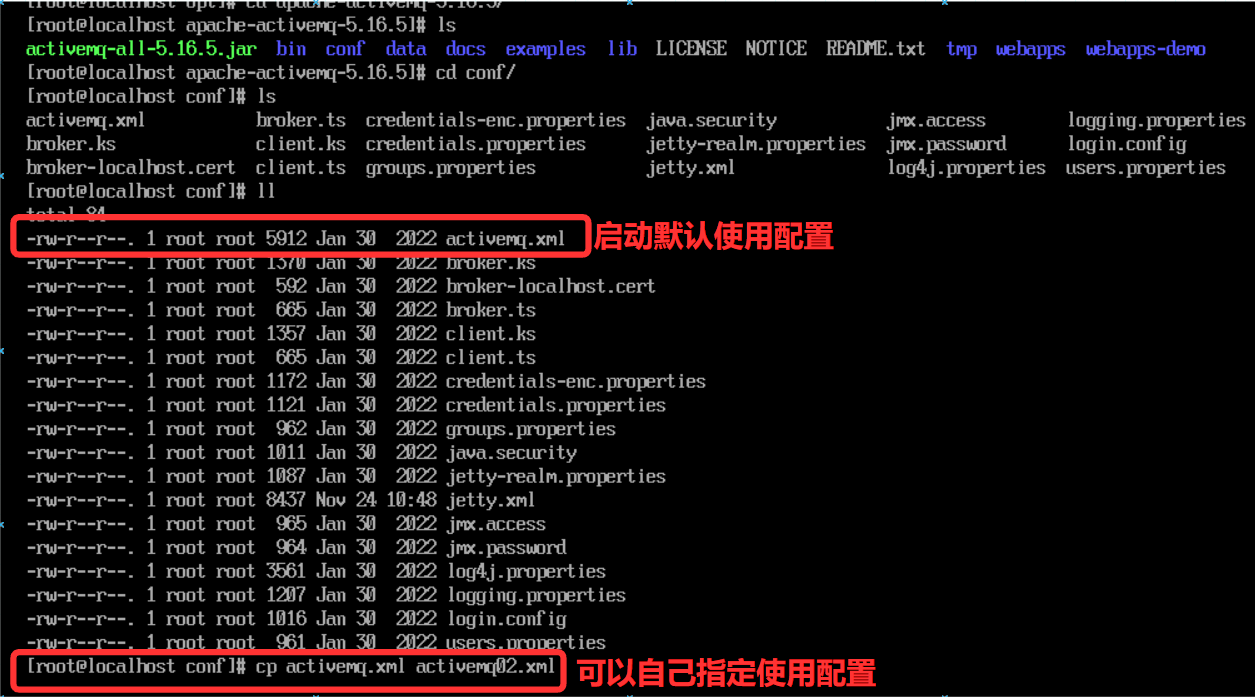 [root@localhost opt]# cd apache-activemq-5.16.5/
[root@localhost apache-activemq-5.16.5]# ls
activemq-all-5.16.5.jar bin conf data docs examples lib LICENSE NOTICE README.txt tmp webapps webapps-demo
[root@localhost apache-activemq-5.16.5]# cd conf/
[root@localhost conf]# ls
activemq.xml broker.ts credentials-enc.properties java.security jmx.access logging.properties
broker.ks client.ks credentials.properties jetty-realm.properties jmx.password login.config
broker-localhost.cert client.ts groups.properties jetty.xml log4j.properties users.properties
[root@localhost conf]# ll
total 84
-rw-r--r--. 1 root root 5912 Jan 30 2022 activemq.xml 启动默认使用配置
-rw-r--r--. 1 root root 1370 Jan 30 2022 broker.ks
-rw-r--r--. 1 root root 592 Jan 30 2022 broker-localhost.cert
-rw-r--r--. 1 root root 665 Jan 30 2022 broker.ts
-rw-r--r--. 1 root root 1357 Jan 30 2022 client.ks
-rw-r--r--. 1 root root 665 Jan 30 2022 client.ts
-rw-r--r--. 1 root root 1172 Jan 30 2022 credentials-enc.properties
-rw-r--r--. 1 root root 1121 Jan 30 2022 credentials.properties
-rw-r--r--. 1 root root 962 Jan 30 2022 groups.properties
-rw-r--r--. 1 root root 1011 Jan 30 2022 java.security
-rw-r--r--. 1 root root 1087 Jan 30 2022 jetty-realm.properties
-rw-r--r--. 1 root root 8437 Nov 24 10:48 jetty.xml
-rw-r--r--. 1 root root 965 Jan 30 2022 jmx.access
-rw-r--r--. 1 root root 964 Jan 30 2022 jmx.password
-rw-r--r--. 1 root root 3561 Jan 30 2022 log4j.properties
-rw-r--r--. 1 root root 1207 Jan 30 2022 logging.properties
-rw-r--r--. 1 root root 1016 Jan 30 2022 login.config
-rw-r--r--. 1 root root 961 Jan 30 2022 users.properties
[root@localhost conf]# cp activemq.xml activemq02.xml 可以自己指定使用配置